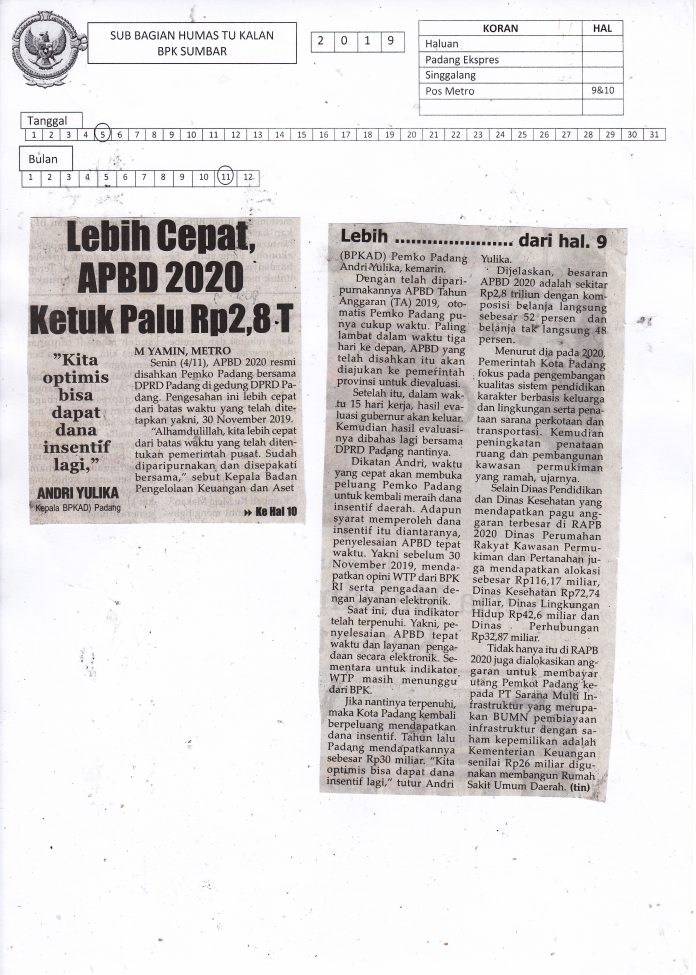 SUB BAGIAN HUMAS TU KALAN
BPK SUMBAR
2 0 1 9
KORAN HAL
Haluan
Padang Ekspres
Singgalang
Pos Metro 9&10
Tanggal
1 2 3 4 5 6 7 8 9 10 11 12 13 14 15 16 17 18 19 20 21 22 23 24 25 26 27 28 29 30 31
Bulan
1 2 3 4 5 6 7 8 9 10 11 12
Lebih Cepat,
APBD 2020
Ketuk Palu Rp2,8 T
"Kita
optimis
bisa
dapat
dana
insentif
lagi,"
ANDRI YULIKA
Kepala BPKAD) Padang
M YAMIN, METRO
Senin (4/11), APBD 2020 resmi
disahkan Pemko Padang bersama
DPRD Padang di gedung DPRD Pa-
dang. Pengesahan ini lebih cepat
dari batas waktu yang telah dite-
tapkan yakni, 30 November 2019.
"Alhamdulillah, kita lebih cepat
dari batas waktu yang telah diten-
tukan pemerintah pusat. Sudah
diparipurnakan dan disepakati
bersama," sebut Kepala Badan
Pengelolaan Keuangan dan Aset
Ke Hal 10
Lebih ...................... dari hal. 9
(BPKAD) Pemko Padang
Andri Yulika, kemarin.
Dengan telah dipari-
purnakannya APBD Tahun
Anggaran (TA) 2019, oto-
matis Pemko Padang pu-
nya cukup waktu. Paling
lambat dalam waktu tiga
hari ke depan, APBD yang
telah disahkan itu akan
diajukan ke pemerintah
provinsi untuk dievaluasi.
Setelah itu, dalam wak-
tu 15 hari kerja, hasil eva-
luasi gubernur akan keluar.
Kemudian hasil evaluasi-
nya dibahas lagi bersama
DPRD Padang nantinya.
Dikatan Andri, waktu
yang cepat akan membuka
peluang Pemko Padang
untuk kembali meraih dana
insentif daerah. Adapun
syarat memperoleh dana
insentif itu diantaranya,
penyelesaian APBD tepat
waktu. Yakni sebelum 30
November 2019, menda-
patkan opini WTP dari BPK
RI serta pengadaan de-
ngan layanan elektronik.
Saat ini, dua indikator
telah terpenuhi. Yakni, pe-
nyelesaian APBD tepat
waktu dan layanan penga-
daan secara elektronik. Se-
mentara untuk indikator
WTP masih menunggu
dari BPK.
Jika nantinya terpenuhi,
maka Kota Padang kembali
berpeluang mendapatkan
dana insentif. Tahun lalu
Padang mendapatkannya
sebesar Rp30 miliar. "Kita
optimis bisa dapat dana
insentif lagi," tutur Andri
Yulika.
Dijelaskan, besaran
APBD 2020 adalah sekitar
Rp2,8 triliun dengan kom-
posisi belanja langsung
sebesar 52 persen dan
belanja tak langsung 48
persen.
Menurut dia pada 2020,
Pemerintah Kota Padang
fokus pada pengembangan
kualitas sistem pendidikan
karakter berbasis keluarga
dan lingkungan serta pena-
taan sarana perkotaan dan
transportasi. Kemudian
peningkatan penataan
ruang dan pembangunan
kawasan permukiman
yang ramah, ujarnya.
Selain Dinas Pendidikan
dan Dinas Kesehatan yang
mendapatkan pagu ang-
garan terbesar di RAPB
2020 Dinas Perumahan
Rakyat Kawasan Permu-
kiman dan Pertanahan ju-
ga mendapatkan alokasi
sebesar Rp116,17 miliar,
Dinas Kesehatan Rp72,74
miliar, Dinas Lingkungan
Hidup Rp42,6 miliar dan
Dinas Perhubungan
Rp32,87 miliar.
Tidak hanya itu di RAPB
2020 juga dialokasikan ang-
garan untuk membayar
utang Pemkot Padang ke-
pada PT Sarana Multi In-
frastruktur yang merupa-
kan BUMN pembiayaan
infrastruktur dengan sa-
ham kepemilikan adalah
Kementerian Keuangan
senilai Rp26 miliar digu-
nakan membangun Rumah
Sakit Umum Daerah. (tin)